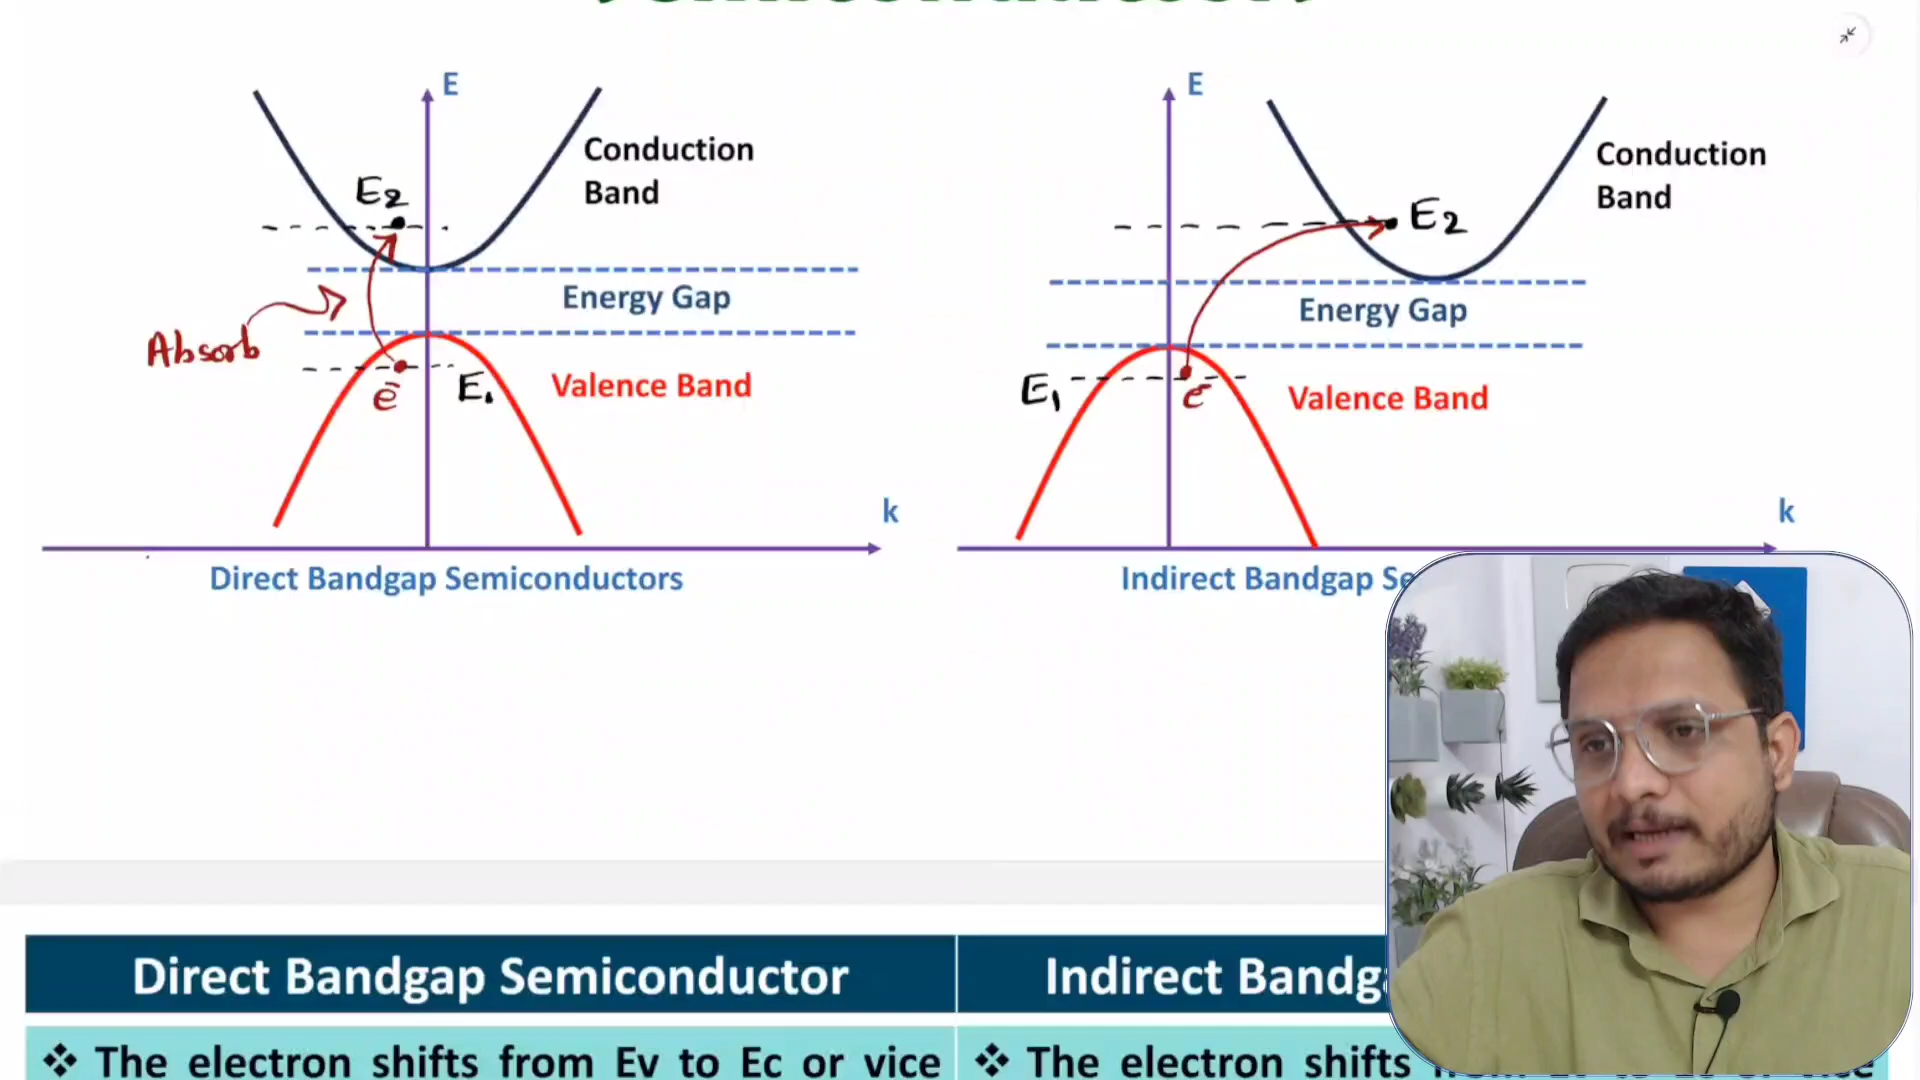 E
Conduction
Band
E2
Energy Gap
Absorb
e-
E1
Valence Band
k
Direct Bandgap Semiconductors
E
Conduction
Band
E2
Energy Gap
E1
e-
Valence Band
k
Indirect Bandgap
Direct Bandgap Semiconductor
Indirect
❖ The electron shifts from Ev to Ec or vice
❖ The electron shifts